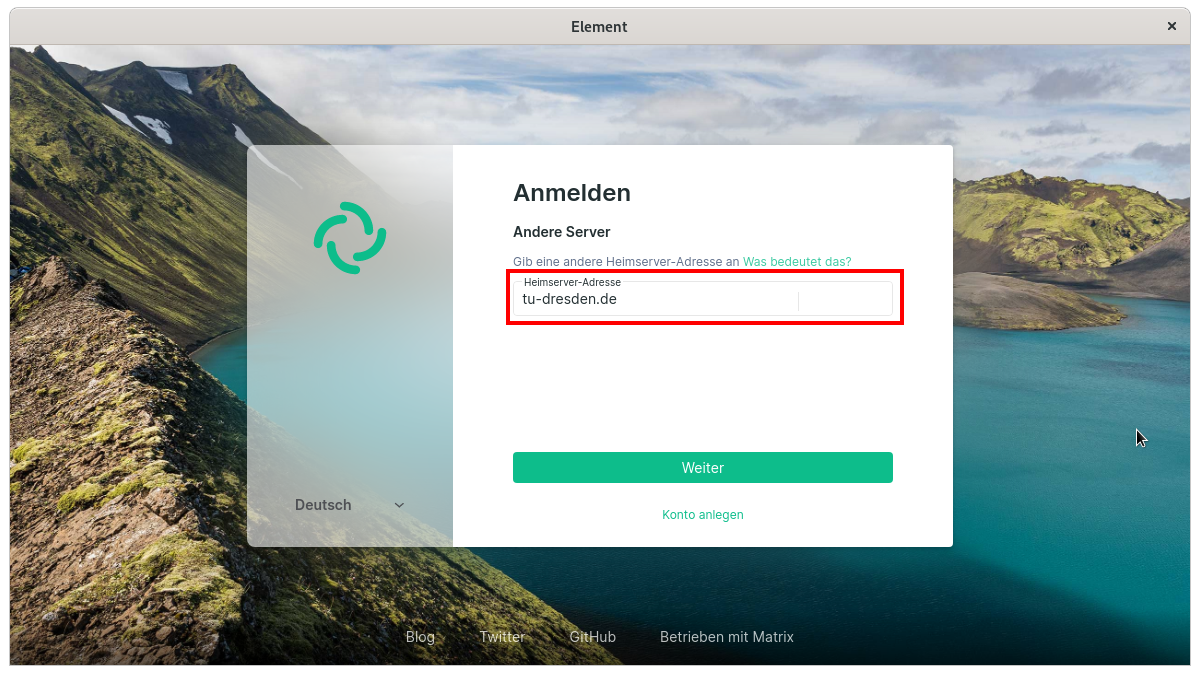 Element
Anmelden
Andere Server
Gib eine andere Heimserver-Adresse an Was bedeutet das?
Heimserver-Adresse
tu-dresden.de
Weiter
Deutsch
Konto anlegen
Blog Twitter GitHub Betrieben mit Matrix